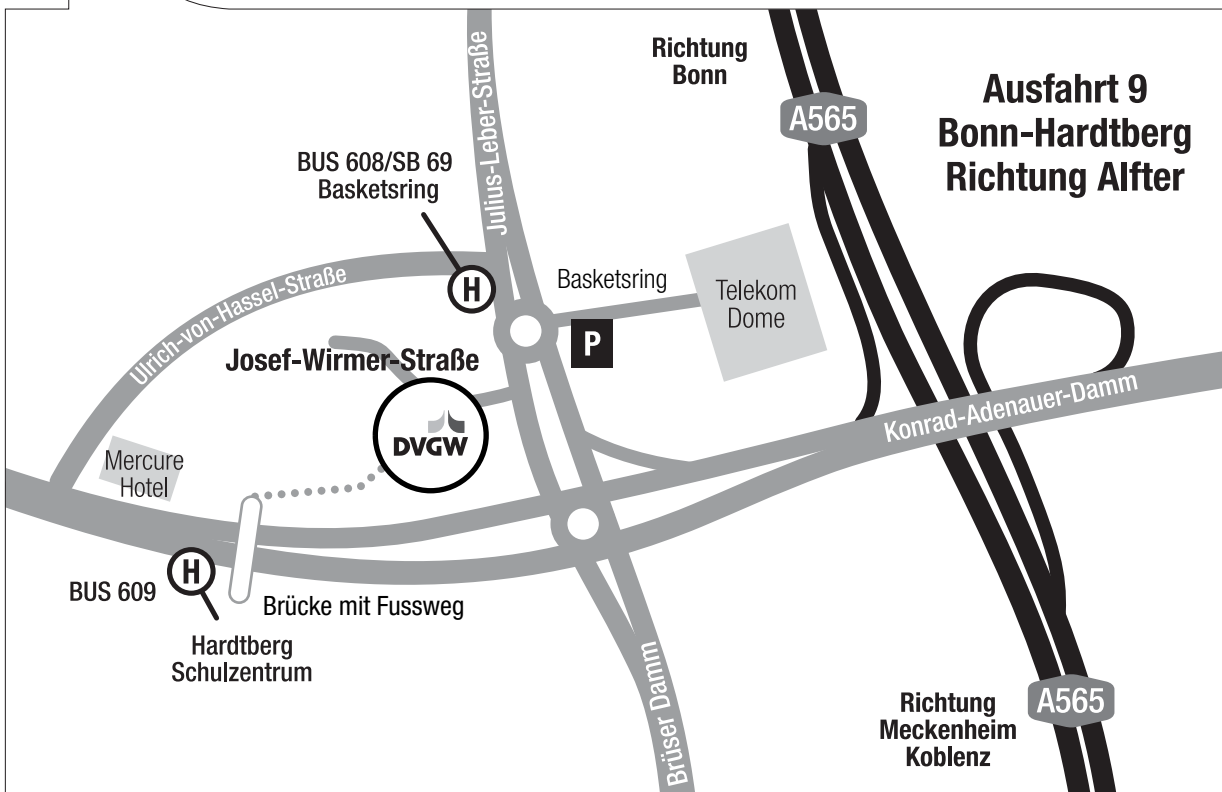 Richtung
Bonn
A565
Ausfahrt 9
Bonn-Hardtberg
Richtung Alfter
Julius-Leber-Straße
BUS 608/SB 69
Basketsring
H
Ulrich-von-Hassel-Straße
Basketsring
Telekom
Dome
P
Josef-Wirmer-Straße
DVGW
Konrad-Adenauer-Damm
Mercure
Hotel
H
BUS 609
Brücke mit Fussweg
Hardtberg
Schulzentrum
Brüser Damm
A565
Richtung
Meckenheim
Koblenz